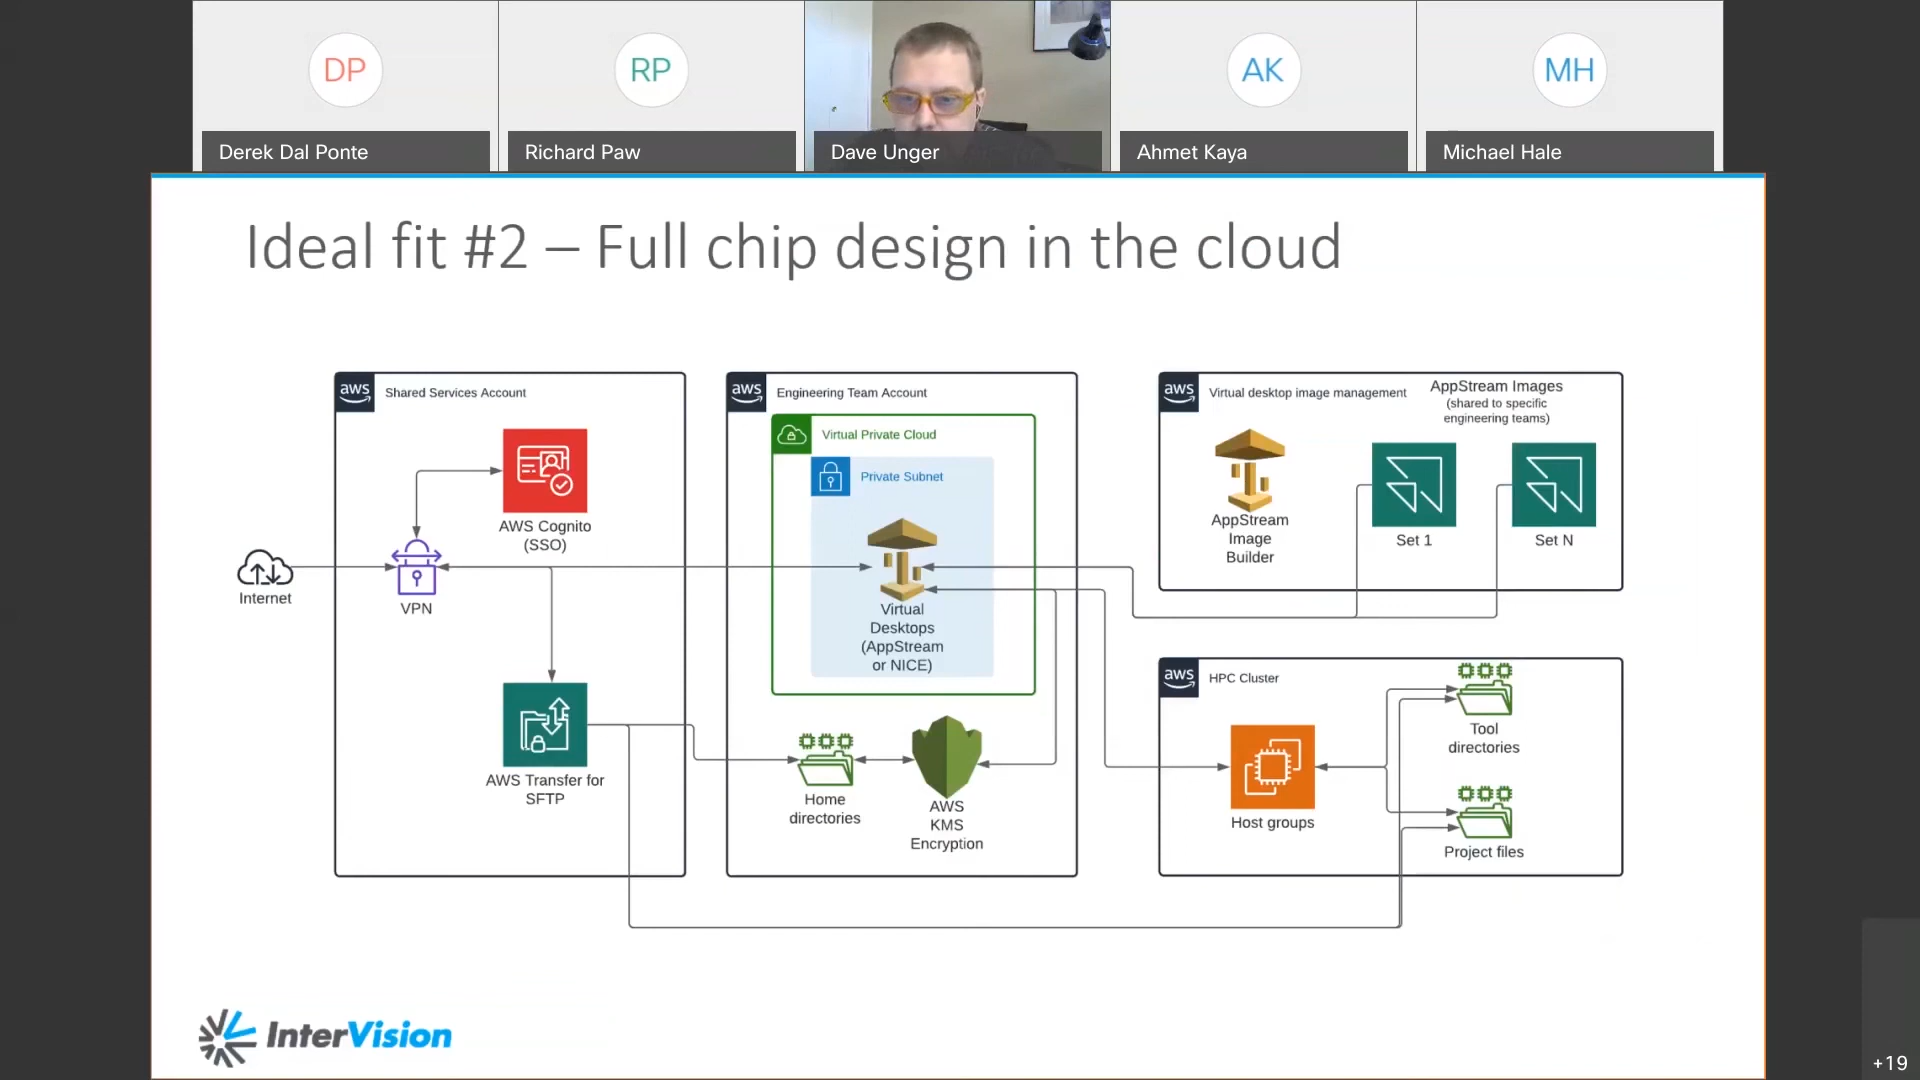 DP
RP
AK
MH
Derek Dal Ponte
Richard Paw
Dave Unger
Ahmet Kaya
Michael Hale
Ideal fit #2 – Full chip design in the cloud
aws
Shared Services Account
AWS Cognito
(SSO)
Internet
VPN
AWS Transfer for
SFTP
aws
Engineering Team Account
Virtual Private Cloud
Private Subnet
Virtual
Desktops
(AppStream
or NICE)
Home
directories
AWS
KMS
Encryption
aws
Virtual desktop image management
AppStream Images
(shared to specific
engineering teams)
AppStream
Image
Builder
Set 1
Set N
aws
HPC Cluster
Host groups
Tool
directories
Project files
InterVision
+19